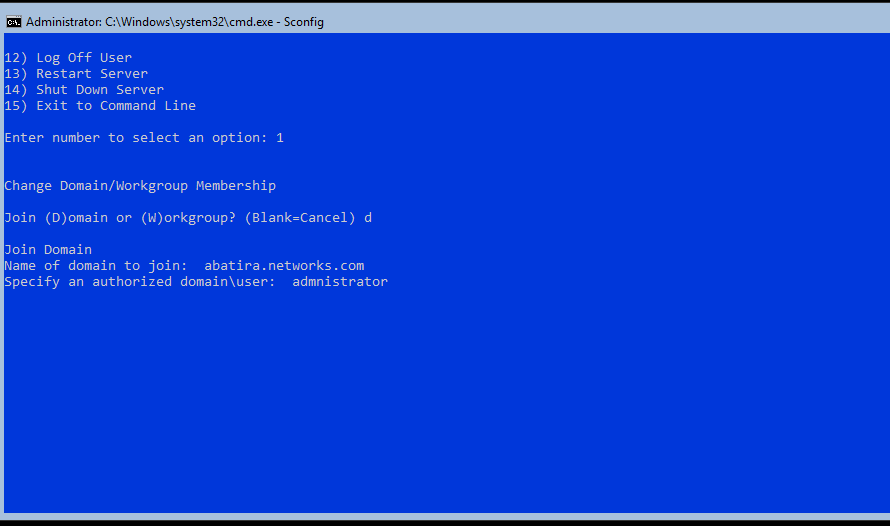 Administrator: C:\Windows\system32\cmd.exe - Sconfig
12) Log Off User
13) Restart Server
14) Shut Down Server
15) Exit to Command Line
Enter number to select an option: 1
Change Domain/Workgroup Membership
Join (D)omain or (W)orkgroup? (Blank=Cancel) d
Join Domain
Name of domain to join:  abatira.networks.com
Specify an authorized domain\user:  admnistrator